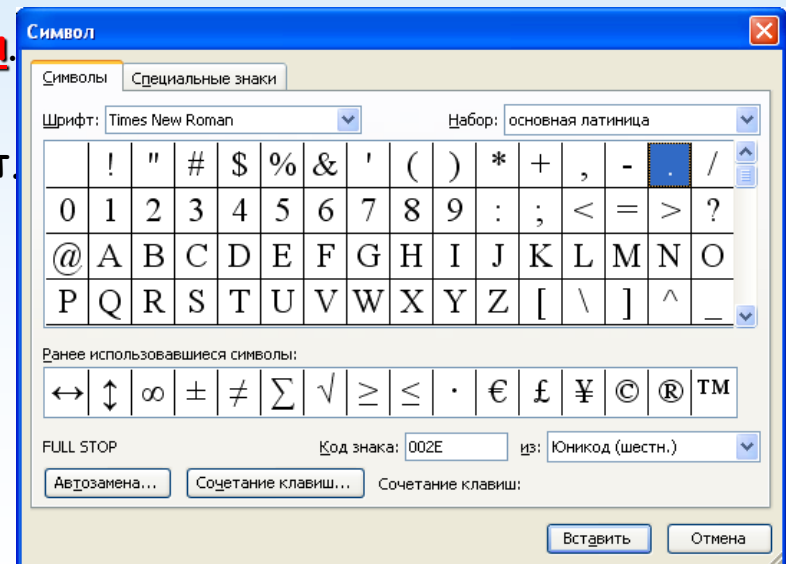 Символ
л.
Символы Специальные знаки
Шрифт: Times New Roman Набор: основная латиница
! " # $ % & ' ( ) * + , - . /
т.
0 1 2 3 4 5 6 7 8 9 : ; < = > ?
@ A B C D E F G H I J K L M N O
P Q R S T U V W X Y Z [ \ ] ^ _
Ранее использовавшиеся символы:
↔ ↕ ∞ ± ≠ ∑ √ ≥ ≤ · € £ ¥ © ® ™
FULL STOP Код знака: 002E из: Юникод (шестн.)
Автозамена... Сочетание клавиш... Сочетание клавиш:
Вставить Отмена